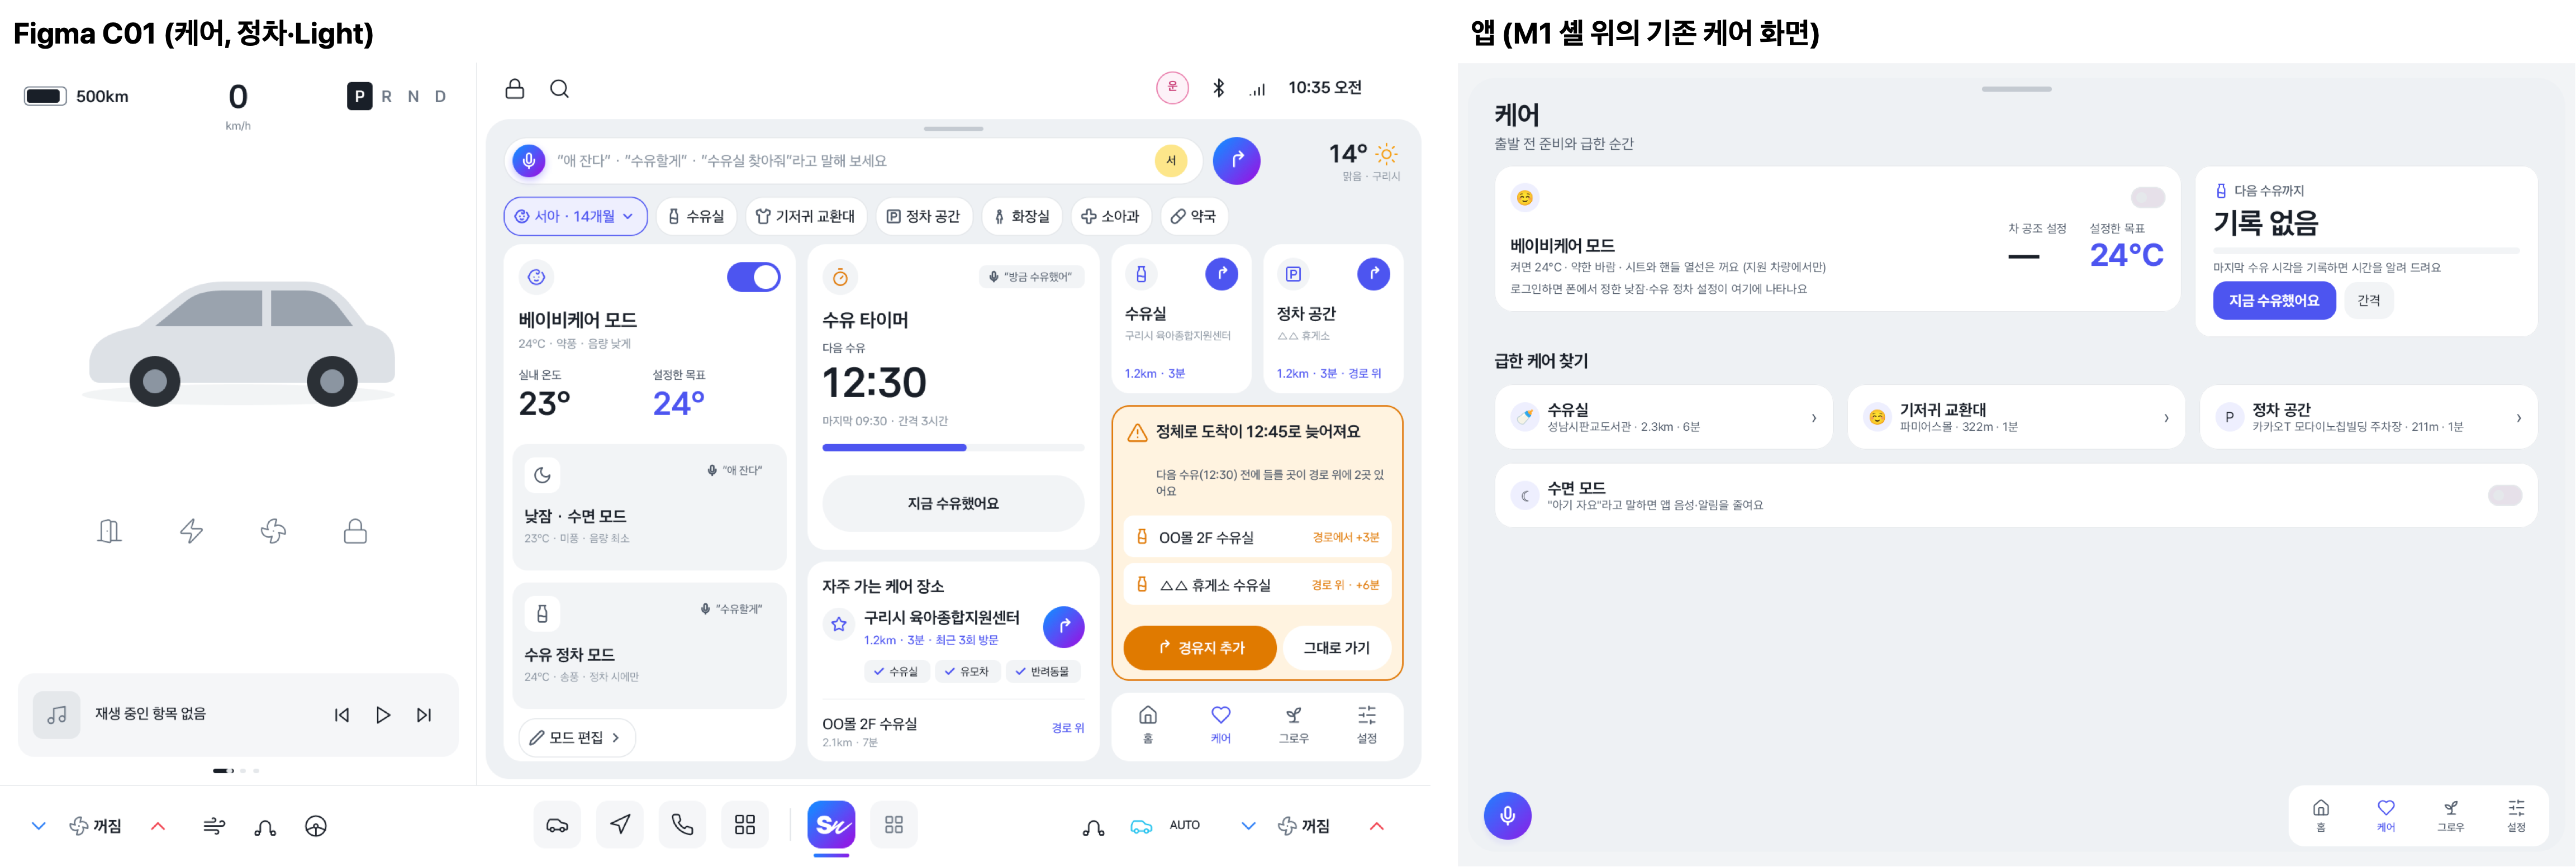 Figma C01 (케어, 정차·Light)
500km
0
km/h
P R N D
재생 중인 항목 없음
꺼짐
운
10:35 오전
"애 잔다" · "수유할게" · "수유실 찾아줘"라고 말해 보세요
서
14°
맑음 · 구리시
서아 · 14개월
수유실
기저귀 교환대
정차 공간
화장실
소아과
약국
베이비케어 모드
24°C · 약풍 · 음량 낮게
실내 온도
설정한 목표
23°
24°
"애 잔다"
낮잠 · 수면 모드
23°C · 미풍 · 음량 최소
"수유할게"
수유 정차 모드
24°C · 송풍 · 정차 시에만
모드 편집
"방금 수유했어"
수유 타이머
다음 수유
12:30
마지막 09:30 · 간격 3시간
지금 수유했어요
자주 가는 케어 장소
구리시 육아종합지원센터
1.2km · 3분 · 최근 3회 방문
수유실
유모차
반려동물
OO몰 2F 수유실
2.1km · 7분
경로 위
수유실
구리시 육아종합지원센터
1.2km · 3분
정차 공간
△△ 휴게소
1.2km · 3분 · 경로 위
정체로 도착이 12:45로 늦어져요
다음 수유(12:30) 전에 들를 곳이 경로 위에 2곳 있
어요
OO몰 2F 수유실
경로에서 +3분
△△ 휴게소 수유실
경로 위 · +6분
경유지 추가
그대로 가기
홈
케어
그로우
설정
AUTO
꺼짐
앱 (M1 셸 위의 기존 케어 화면)
케어
출발 전 준비와 급한 순간
베이비케어 모드
켜면 24°C · 약한 바람 · 시트와 핸들 열선은 꺼요 (지원 차량에서만)
로그인하면 폰에서 정한 낮잠·수유 정차 설정이 여기에 나타나요
차 공조 설정
—
설정한 목표
24°C
다음 수유까지
기록 없음
마지막 수유 시각을 기록하면 시간을 알려 드려요
지금 수유했어요
간격
급한 케어 찾기
수유실
성남시판교도서관 · 2.3km · 6분
기저귀 교환대
파미어스몰 · 322m · 1분
P
정차 공간
카카오T 모다이노칩빌딩 주차장 · 211m · 1분
수면 모드
"아기 자요"라고 말하면 앱 음성·알림을 줄여요
홈
케어
그로우
설정